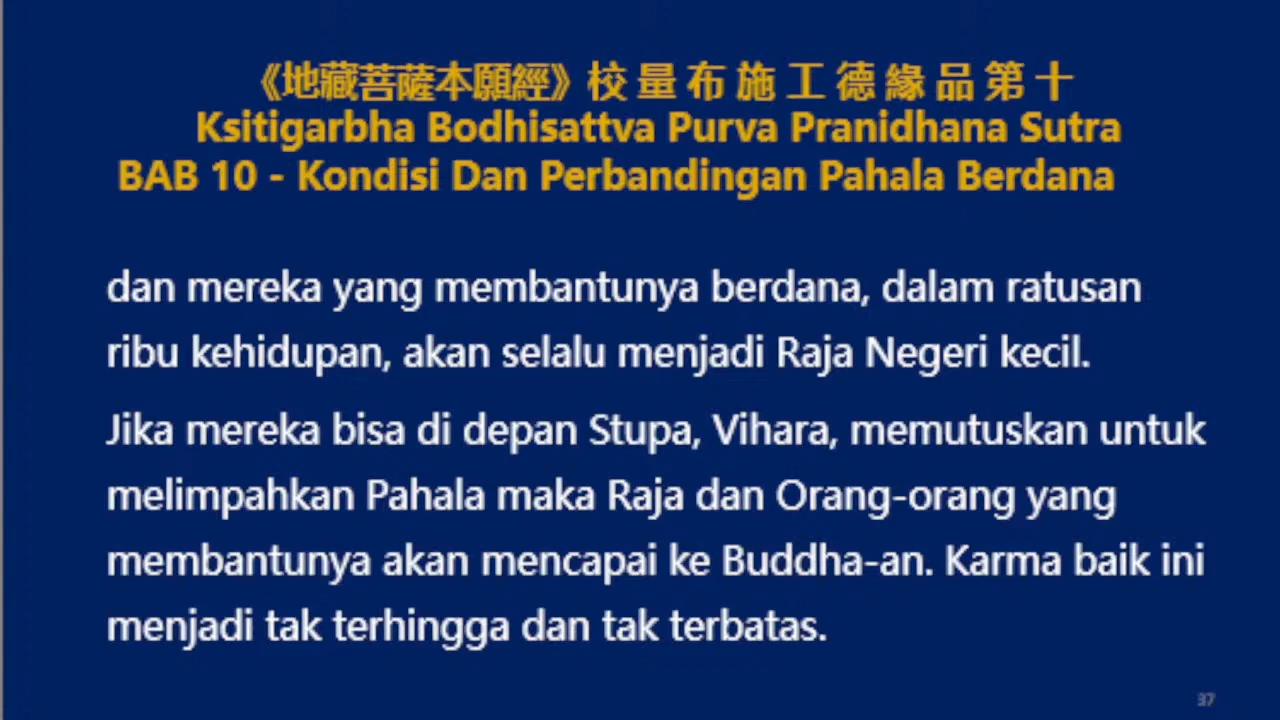 《地藏菩薩本願經》校 量 布 施 工 德 緣 品 第 十
Ksitigarbha Bodhisattva Purva Pranidhana Sutra
BAB 10 - Kondisi Dan Perbandingan Pahala Berdana
dan mereka yang membantunya berdana, dalam ratusan
ribu kehidupan, akan selalu menjadi Raja Negeri kecil.
Jika mereka bisa di depan Stupa, Vihara, memutuskan untuk
melimpahkan Pahala maka Raja dan Orang-orang yang
membantunya akan mencapai ke Buddha-an. Karma baik ini
menjadi tak terhingga dan tak terbatas.
37